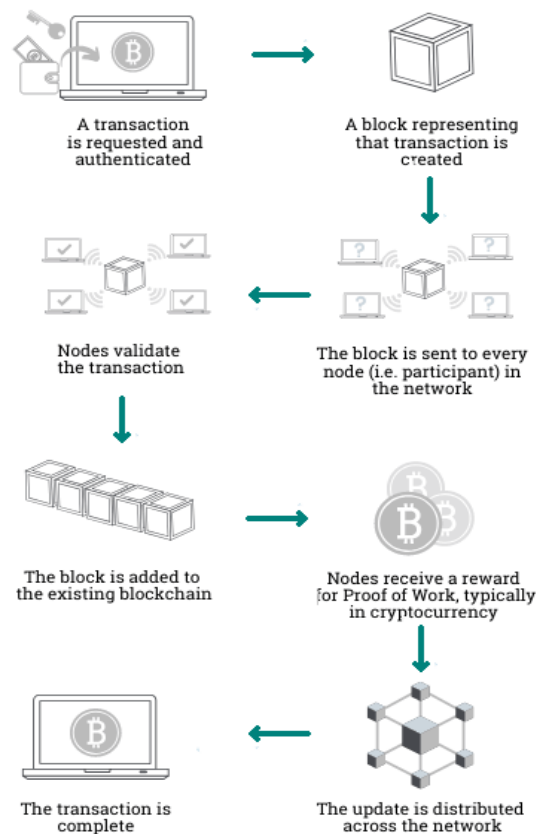 A transaction
is requested and
authenticated
A block representing
that transaction is
created
The block is sent to every
node (i.e. participant) in
the network
Nodes validate
the transaction
The block is added to
the existing blockchain
Nodes receive a reward
for Proof of Work, typically
in cryptocurrency
The update is distributed
across the network
The transaction is
complete